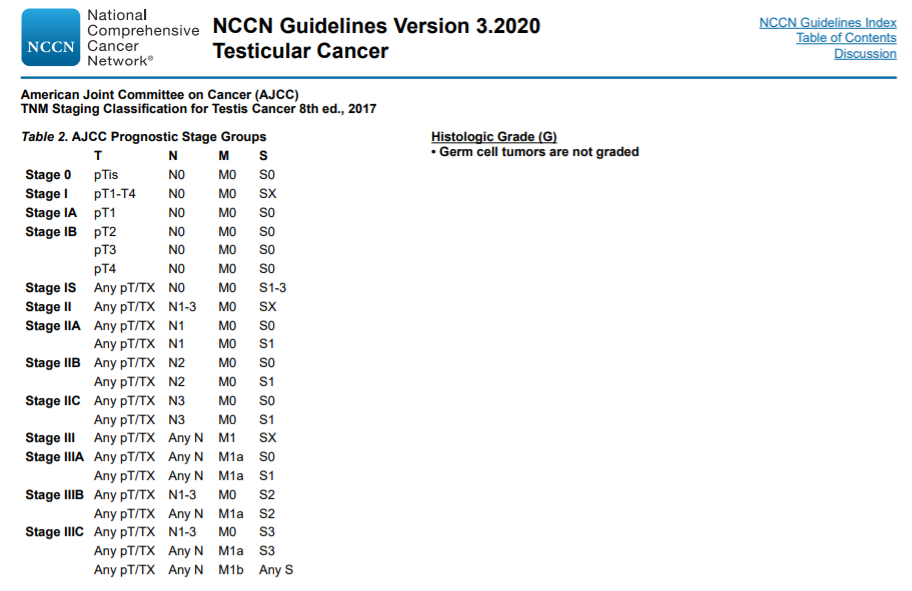 National
Comprehensive
NCCN Cancer
Network®
NCCN Guidelines Version 3.2020
Testicular Cancer
NCCN Guidelines Index
Table of Contents
Discussion
American Joint Committee on Cancer (AJCC)
TNM Staging Classification for Testis Cancer 8th ed., 2017
Table 2. AJCC Prognostic Stage Groups
T N M S
Stage 0 pTis N0 M0 S0
Stage I pT1-T4 N0 M0 SX
Stage IA pT1 N0 M0 S0
Stage IB pT2 N0 M0 S0
pT3 N0 M0 S0
pT4 N0 M0 S0
Stage IS Any pT/TX N0 M0 S1-3
Stage II Any pT/TX N1-3 M0 SX
Stage IIA Any pT/TX N1 M0 S0
Any pT/TX N1 M0 S1
Stage IIB Any pT/TX N2 M0 S0
Any pT/TX N2 M0 S1
Stage IIC Any pT/TX N3 M0 S0
Any pT/TX N3 M0 S1
Stage III Any pT/TX Any N M1 SX
Stage IIIA Any pT/TX Any N M1a S0
Any pT/TX Any N M1a S1
Stage IIIB Any pT/TX N1-3 M0 S2
Any pT/TX Any N M1a S2
Stage IIIC Any pT/TX N1-3 M0 S3
Any pT/TX Any N M1a S3
Any pT/TX Any N M1b Any S
Histologic Grade (G)
• Germ cell tumors are not graded